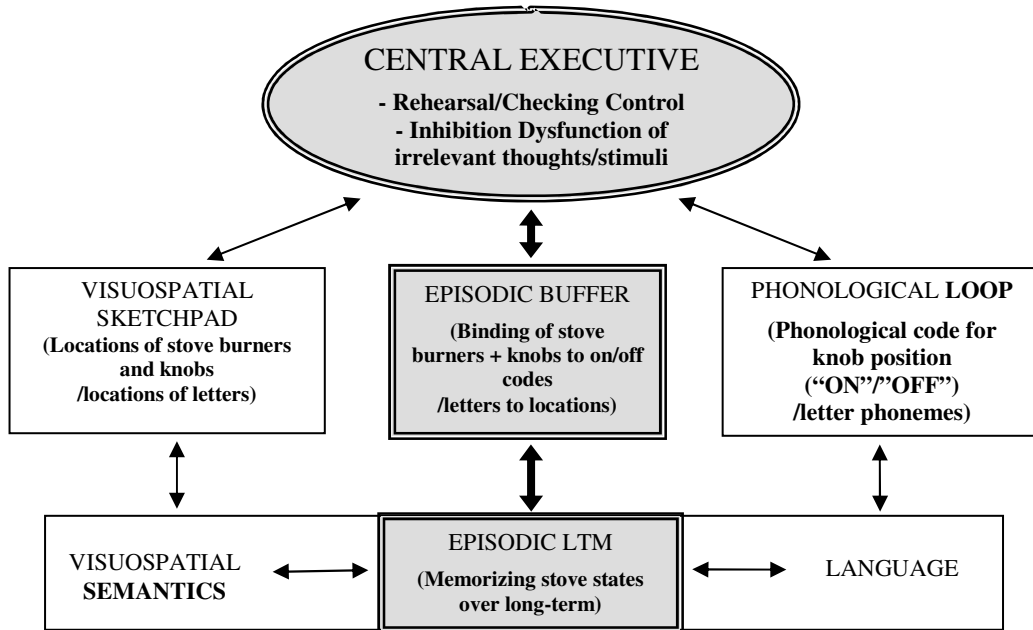 CENTRAL EXECUTIVE
- Rehearsal/Checking Control
- Inhibition Dysfunction of
irrelevant thoughts/stimuli
VISUOSPATIAL
SKETCHPAD
(Locations of stove burners
and knobs
/locations of letters)
EPISODIC BUFFER
(Binding of stove
burners + knobs to on/off
codes
/letters to locations)
PHONOLOGICAL LOOP
(Phonological code for
knob position
(“ON”/”OFF”)
/letter phonemes)
VISUOSPATIAL
SEMANTICS
EPISODIC LTM
(Memorizing stove states
over long-term)
LANGUAGE